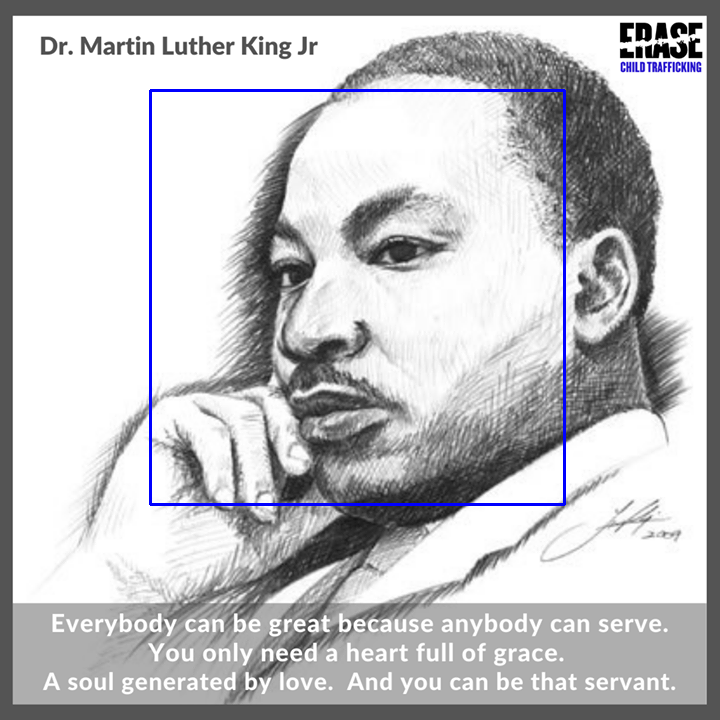 Dr. Martin Luther King Jr
ERASE
CHILD TRAFFICKING
2009
Everybody can be great because anybody can serve.
You only need a heart full of grace.
A soul generated by love.  And you can be that servant.